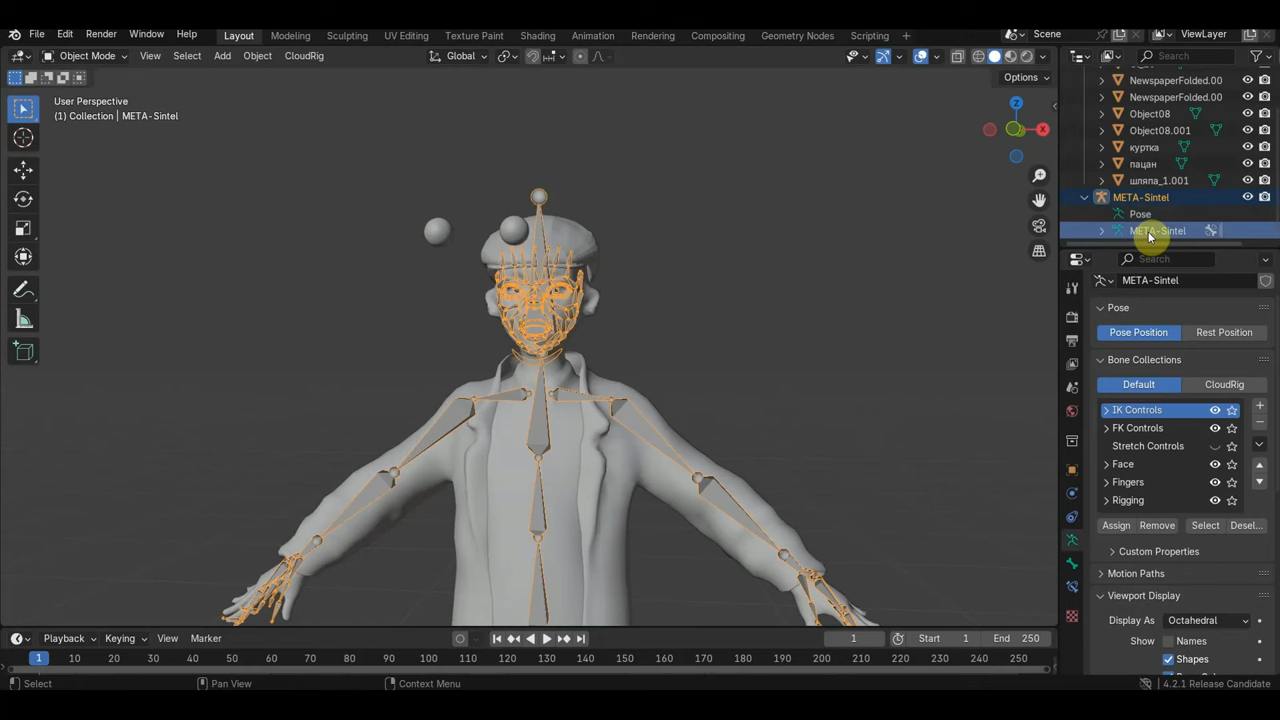 File Edit Render Window Help Layout Modeling Sculpting UV Editing Texture Paint Shading Animation Rendering Compositing Geometry Nodes Scripting Scene ViewLayer
Object Mode View Select Add Object CloudRig Global Search
Options
User Perspective
(1) Collection | META-Sintel
Z
X
NewspaperFolded.00
NewspaperFolded.00
Object08
Object08.001
куртка
пацан
шляпа_1.001
META-Sintel
Pose
META-Sintel
Search
META-Sintel
Pose
Pose Position Rest Position
Bone Collections
Default CloudRig
IK Controls
FK Controls
Stretch Controls
Face
Fingers
Rigging
Assign Remove Select Desel...
Custom Properties
Motion Paths
Viewport Display
Display As Octahedral
Show Names
Shapes
Playback Keying View Marker 1 Start 1 End 250
1 10 20 30 40 50 60 70 80 90 100 110 120 130 140 150 160 170 180 190 200 210 220 230 240 250
Select Pan View Context Menu 4.2.1 Release Candidate